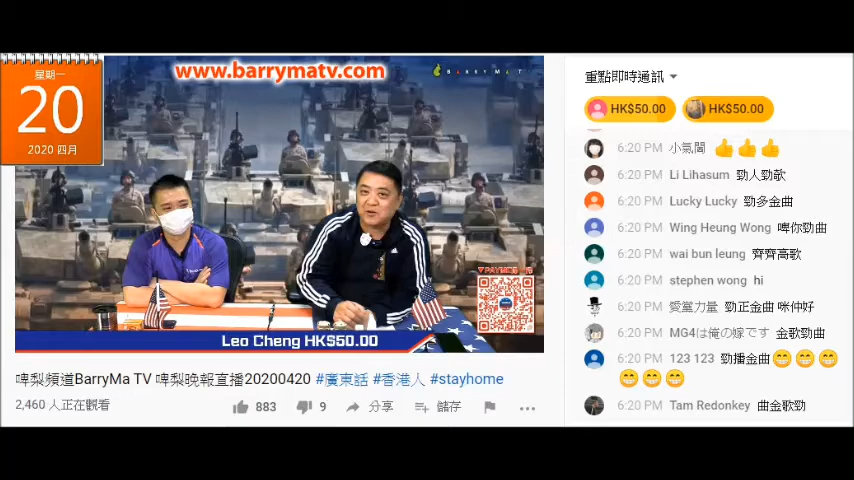 星期一
20
2020 四月
www.barrymatv.com
BARRYMAT
Leo Cheng HK$50.00
啤梨頻道BarryMa TV 啤梨晚報直播20200420 #廣東話 #香港人 #stayhome
2,460 人正在觀看
883
9
分享
儲存
重點即時通訊
HK$50.00
HK$50.00
6:20 PM 小氣閣
6:20 PM Li Lihasum 勁人勁歌
6:20 PM Lucky Lucky 勁多金曲
6:20 PM Wing Heung Wong 啤你勁曲
6:20 PM wai bun leung 齊齊高歌
6:20 PM stephen wong hi
6:20 PM 愛黨力量 勁正金曲 咪仲好
6:20 PM MG4は俺の嫁です 金歌勁曲
6:20 PM 123 123 勁播金曲😁😁😁
😁😁😁
6:20 PM Tam Redonkey 曲金歌勁